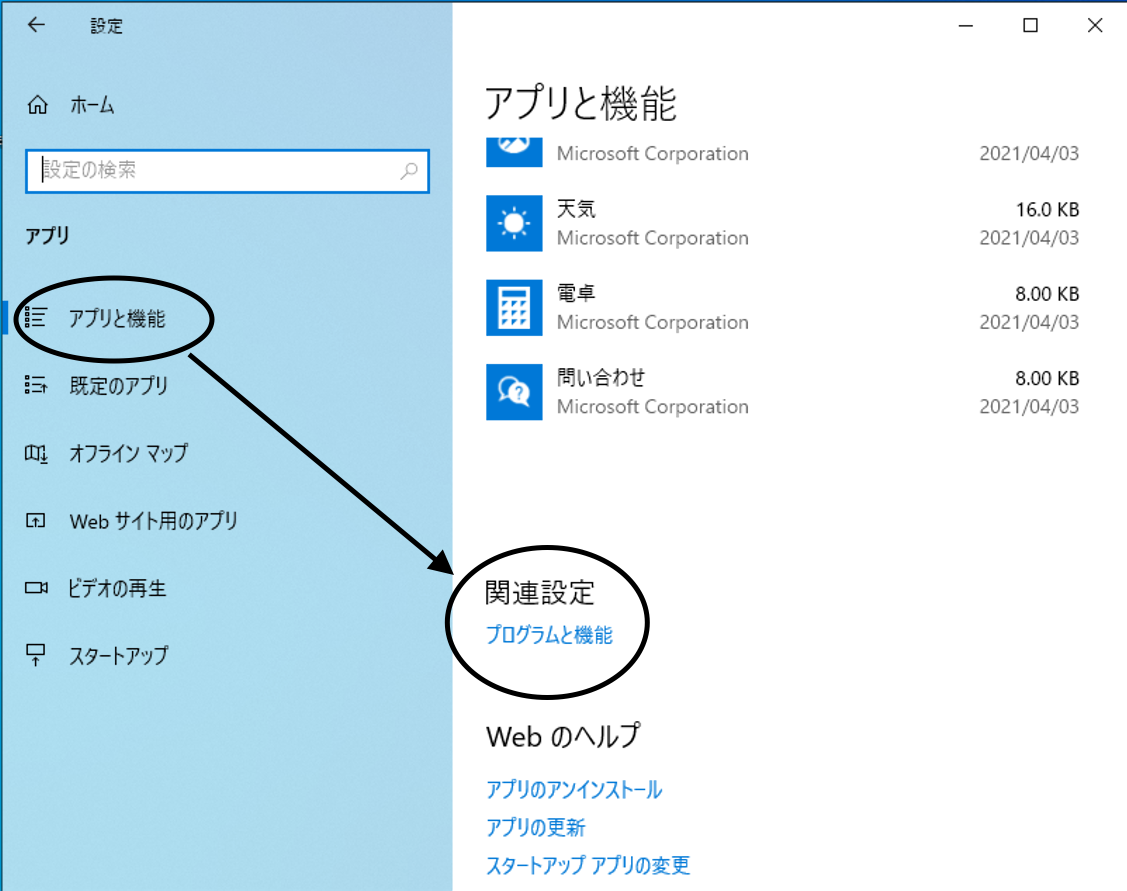 設定
ホーム
設定の検索
アプリ
アプリと機能
既定のアプリ
オフライン マップ
Web サイト用のアプリ
ビデオの再生
スタートアップ
アプリと機能
Microsoft Corporation 2021/04/03
天気 16.0 KB
Microsoft Corporation 2021/04/03
電卓 8.00 KB
Microsoft Corporation 2021/04/03
問い合わせ 8.00 KB
Microsoft Corporation 2021/04/03
関連設定
プログラムと機能
Web のヘルプ
アプリのアンインストール
アプリの更新
スタートアップ アプリの変更